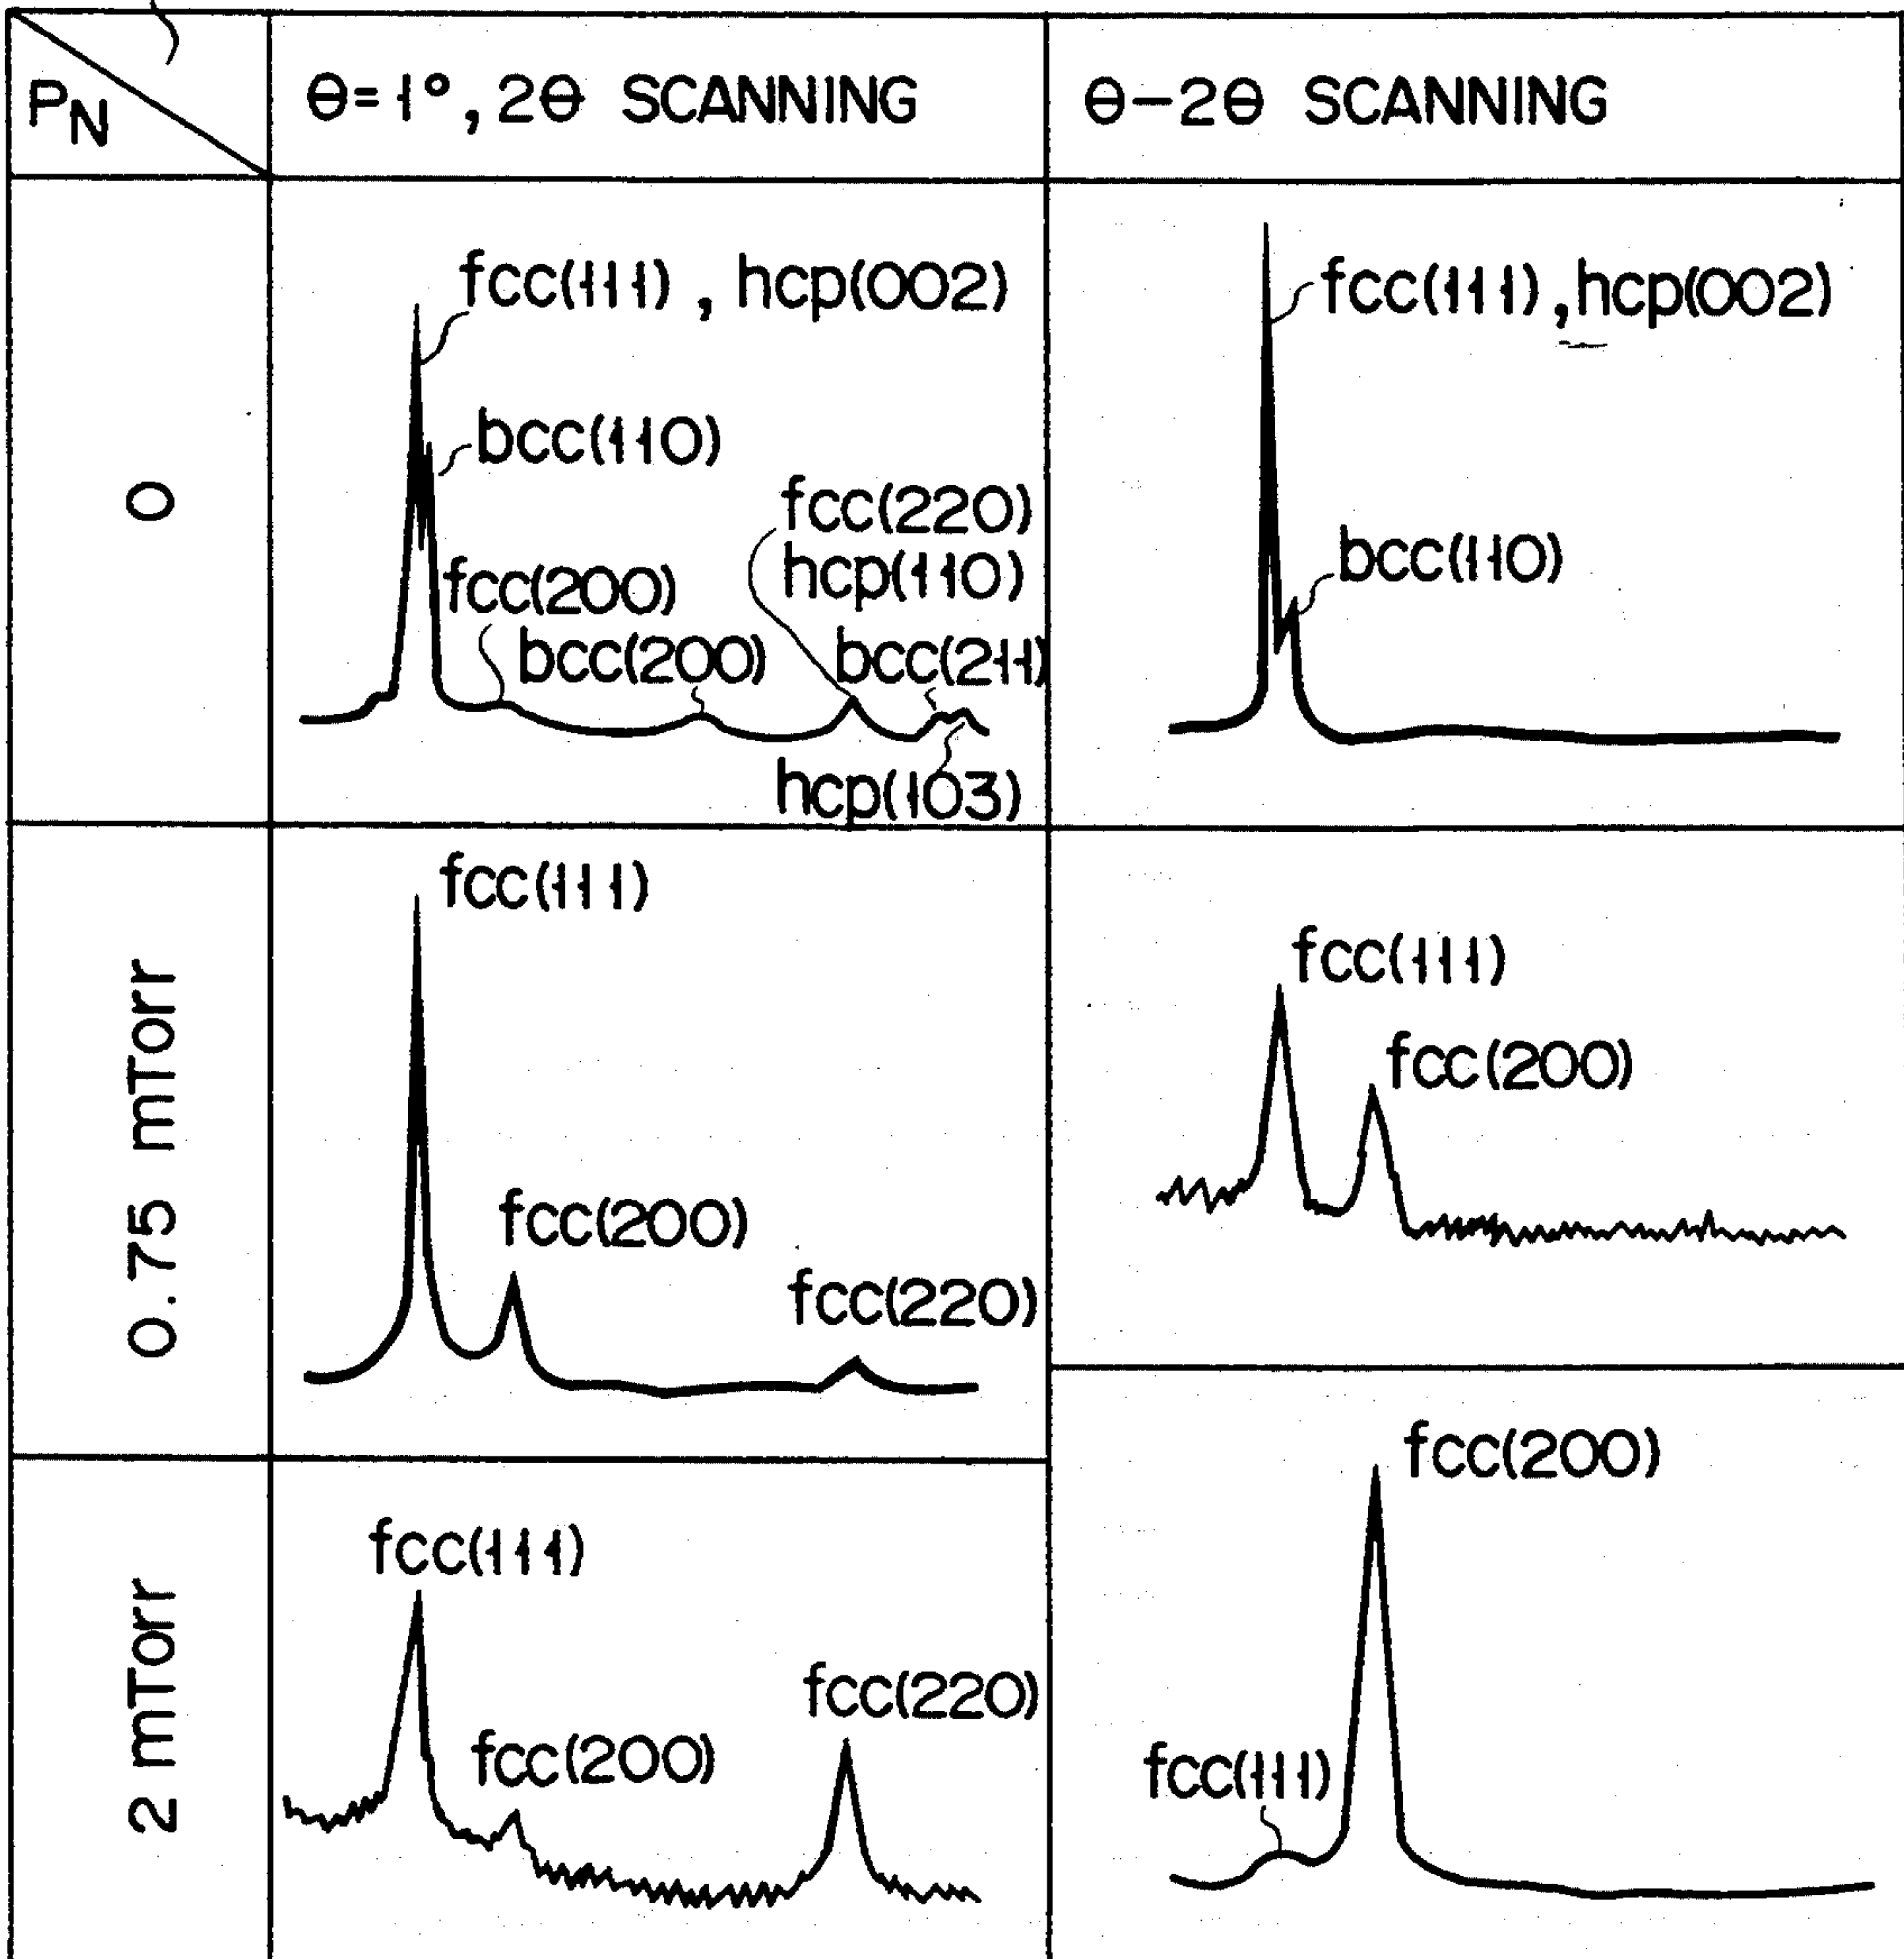 PN
θ=1°, 2θ SCANNING
θ-2θ SCANNING
0
fcc(111), hcp(002)
bcc(110)
fcc(200)
bcc(200)
fcc(220)
hcp(110)
bcc(211)
hcp(103)
fcc(111), hcp(002)
bcc(110)
0.75 mTorr
fcc(111)
fcc(200)
fcc(220)
fcc(111)
fcc(200)
2 mTorr
fcc(111)
fcc(200)
fcc(220)
fcc(200)
fcc(111)